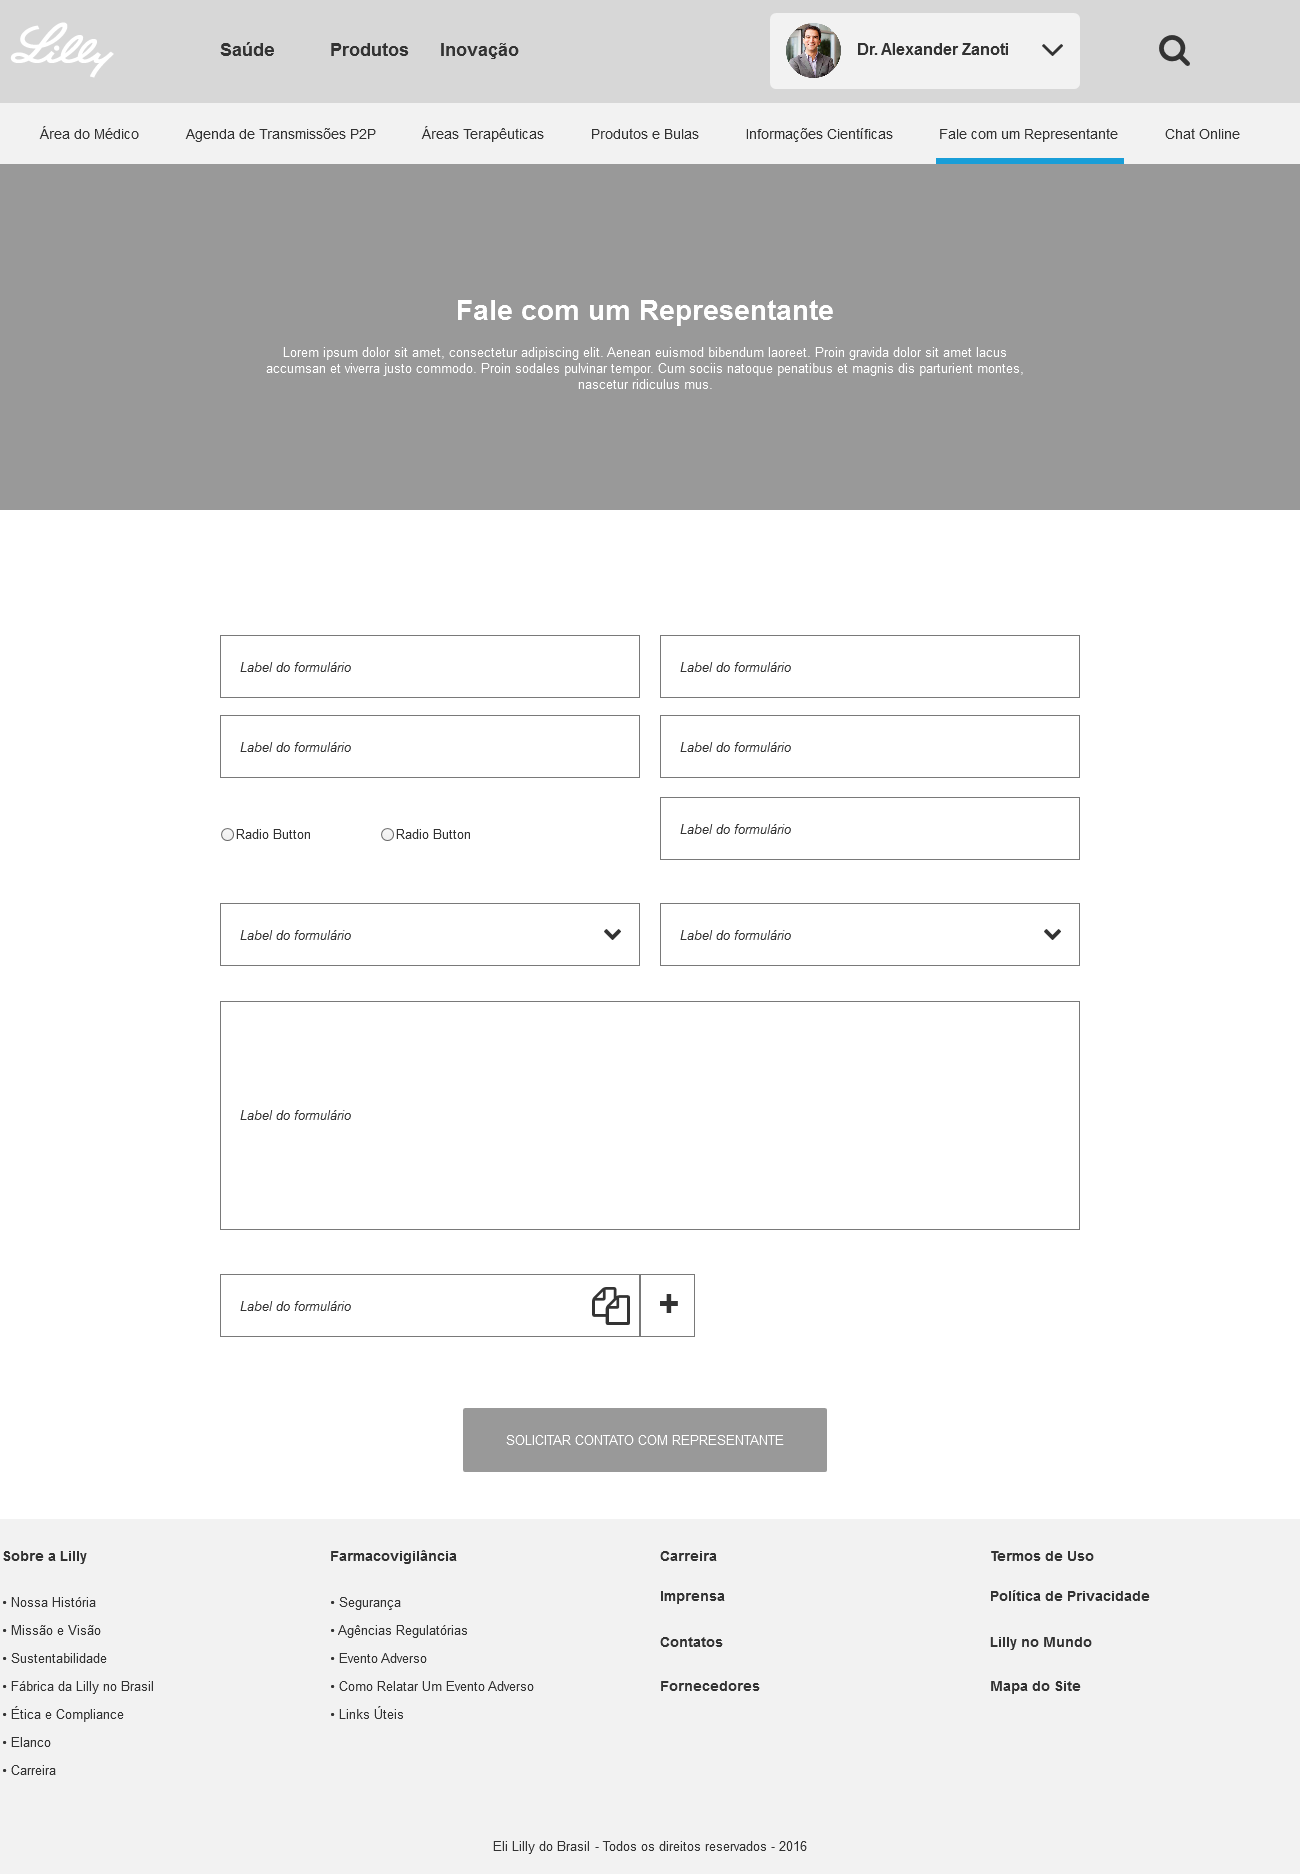 Lilly
Saúde Produtos Inovação Dr. Alexander Zanoti
Área do Médico Agenda de Transmissões P2P Áreas Terapêuticas Produtos e Bulas Informações Científicas Fale com um Representante Chat Online
Fale com um Representante
Lorem ipsum dolor sit amet, consectetur adipiscing elit. Aenean euismod bibendum laoreet. Proin gravida dolor sit amet lacus
accumsan et viverra justo commodo. Proin sodales pulvinar tempor. Cum sociis natoque penatibus et magnis dis parturient montes,
nascetur ridiculus mus.
Label do formulário Label do formulário
Label do formulário Label do formulário
Radio Button Radio Button Label do formulário
Label do formulário Label do formulário
Label do formulário
Label do formulário
SOLICITAR CONTATO COM REPRESENTANTE
Sobre a Lilly
• Nossa História
• Missão e Visão
• Sustentabilidade
• Fábrica da Lilly no Brasil
• Ética e Compliance
• Elanco
• Carreira
Farmacovigilância
• Segurança
• Agências Regulatórias
• Evento Adverso
• Como Relatar Um Evento Adverso
• Links Úteis
Carreira
Imprensa
Contatos
Fornecedores
Termos de Uso
Política de Privacidade
Lilly no Mundo
Mapa do Site
Eli Lilly do Brasil - Todos os direitos reservados - 2016